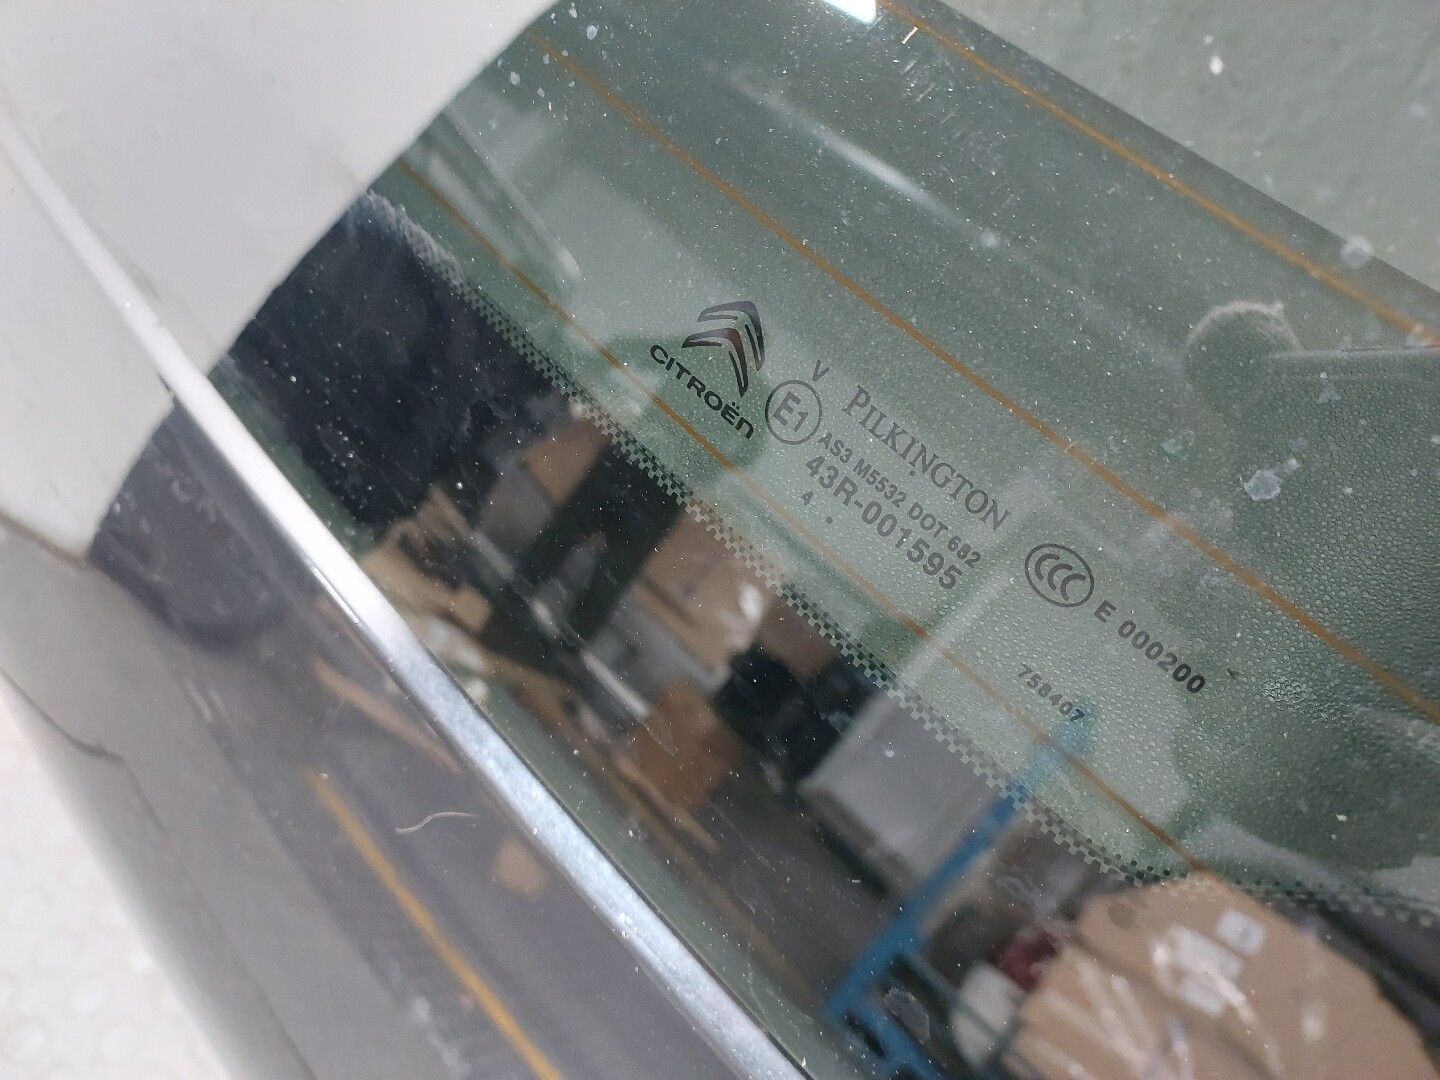 CITROËN
V
E1
PILKINGTON
AS3 M5532 DOT 682
43R-001595
4 .
CCC E 000200
758407